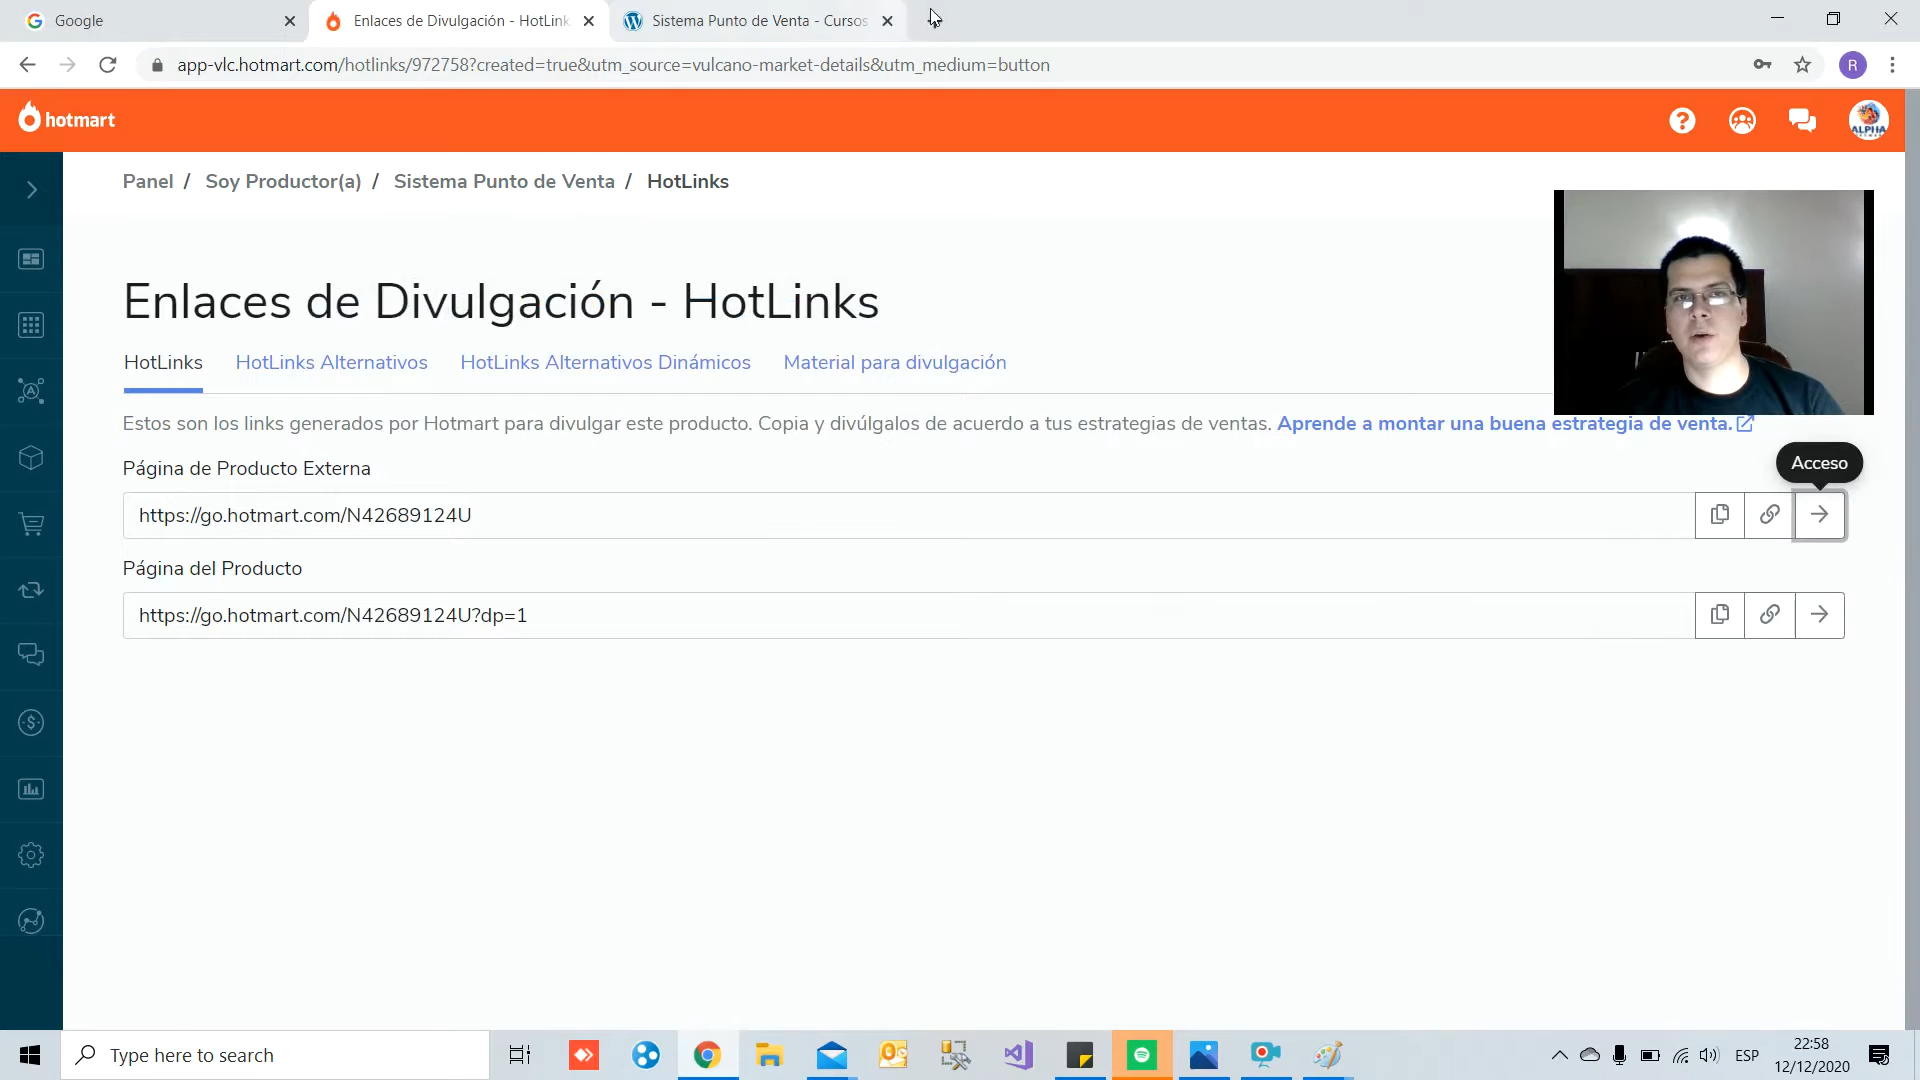 Google
Enlaces de Divulgación - HotLink
Sistema Punto de Venta - Cursos
app-vlc.hotmart.com/hotlinks/972758?created=true&utm_source=vulcano-market-details&utm_medium=button
R
hotmart
ALPHA
Panel / Soy Productor(a) / Sistema Punto de Venta / HotLinks
Enlaces de Divulgación - HotLinks
HotLinks HotLinks Alternativos HotLinks Alternativos Dinámicos Material para divulgación
Estos son los links generados por Hotmart para divulgar este producto. Copia y divúlgalos de acuerdo a tus estrategias de ventas. Aprende a montar una buena estrategia de venta.
Página de Producto Externa
Acceso
https://go.hotmart.com/N42689124U
Página del Producto
https://go.hotmart.com/N42689124U?dp=1
Type here to search
ESP
22:58
12/12/2020